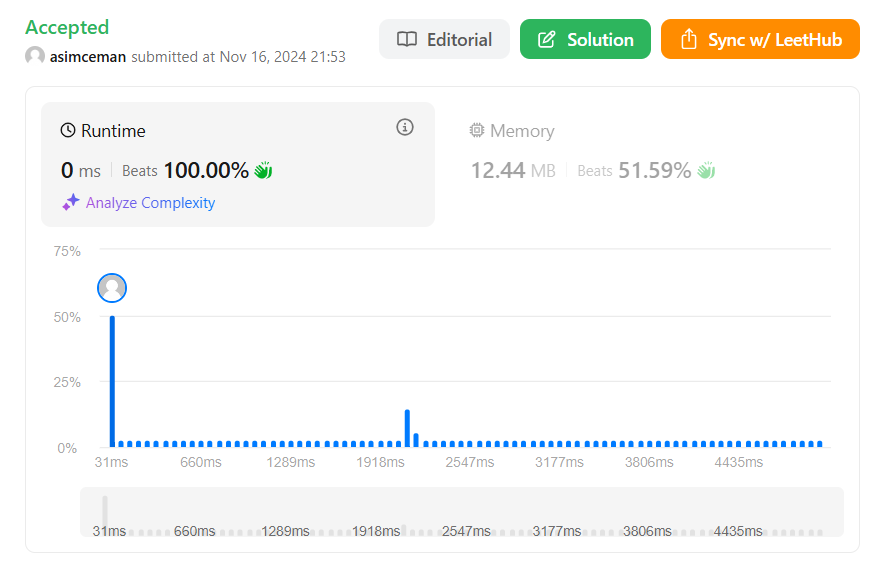 Accepted
asimceman submitted at Nov 16, 2024 21:53
Editorial
Solution
Sync w/ LeetHub
Runtime
0 ms Beats 100.00%
Analyze Complexity
Memory
12.44 MB Beats 51.59%
75%
50%
25%
0%
31ms 660ms 1289ms 1918ms 2547ms 3177ms 3806ms 4435ms
31ms 660ms 1289ms 1918ms 2547ms 3177ms 3806ms 4435ms